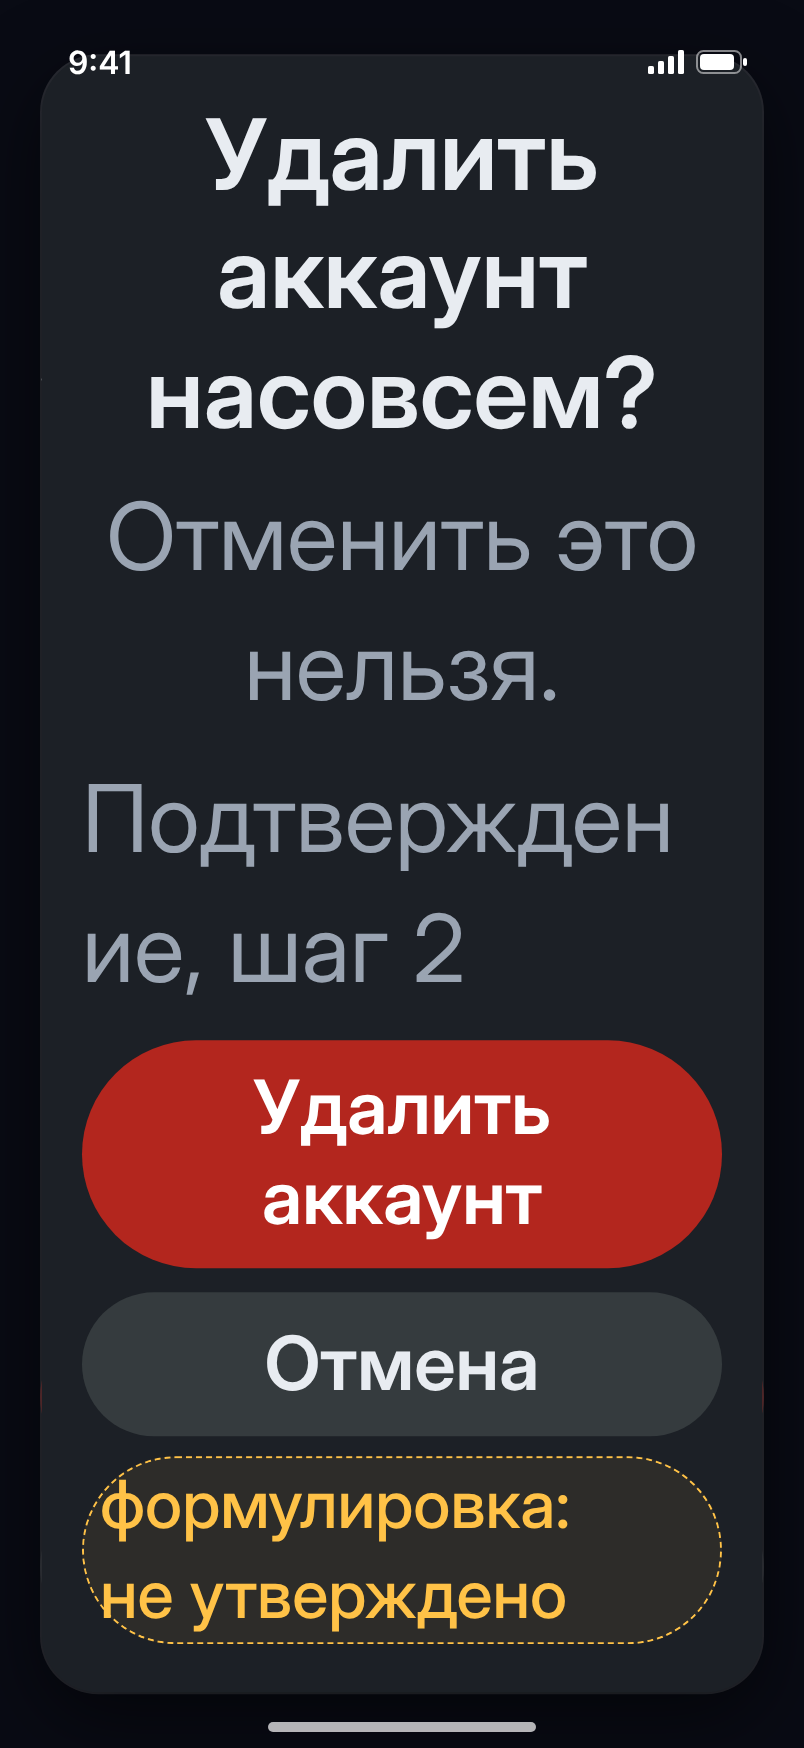 9:41
Удалить
аккаунт
насовсем?
Отменить это
нельзя.
Подтвержден
ие, шаг 2
Удалить
аккаунт
Отмена
формулировка:
не утверждено